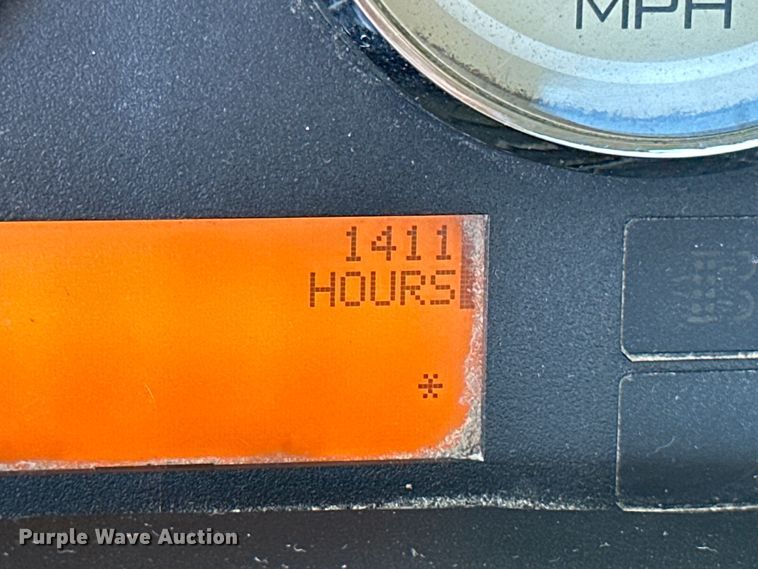 MPH
1411
HOURS
*
Purple Wave Auction